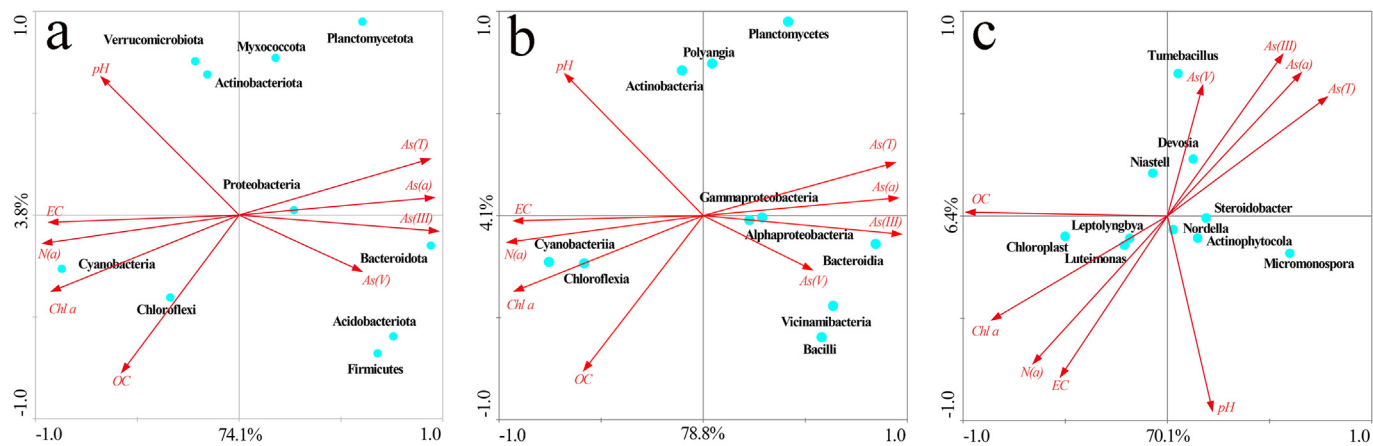 a
1.0
Verrucomicrobiota
Myxococcota
Planctomycetota
Actinobacteriota
pH
As(T)
Proteobacteria
As(a)
EC
As(III)
3.8%
N(a)
Cyanobacteria
Bacteroidota
As(V)
Chl a
Chloroflexi
Acidobacteriota
Firmicutes
OC
-1.0
-1.0
74.1%
1.0
b
1.0
Planctomycetes
Polyangia
Actinobacteria
pH
As(T)
Gammaproteobacteria
As(a)
EC
As(III)
4.1%
Cyanobacteriia
Alphaproteobacteria
N(a)
Bacteroidia
Chloroflexia
As(V)
Chl a
Vicinamibacteria
Bacilli
OC
-1.0
-1.0
78.8%
1.0
c
1.0
Tumebacillus
As(III)
As(a)
As(V)
As(T)
Devosia
Niastell
OC
Steroidobacter
6.4%
Leptolyngbya
Nordella
Chloroplast
Actinophytocola
Luteimonas
Micromonospora
Chl a
N(a)
EC
pH
-1.0
-1.0
70.1%
1.0